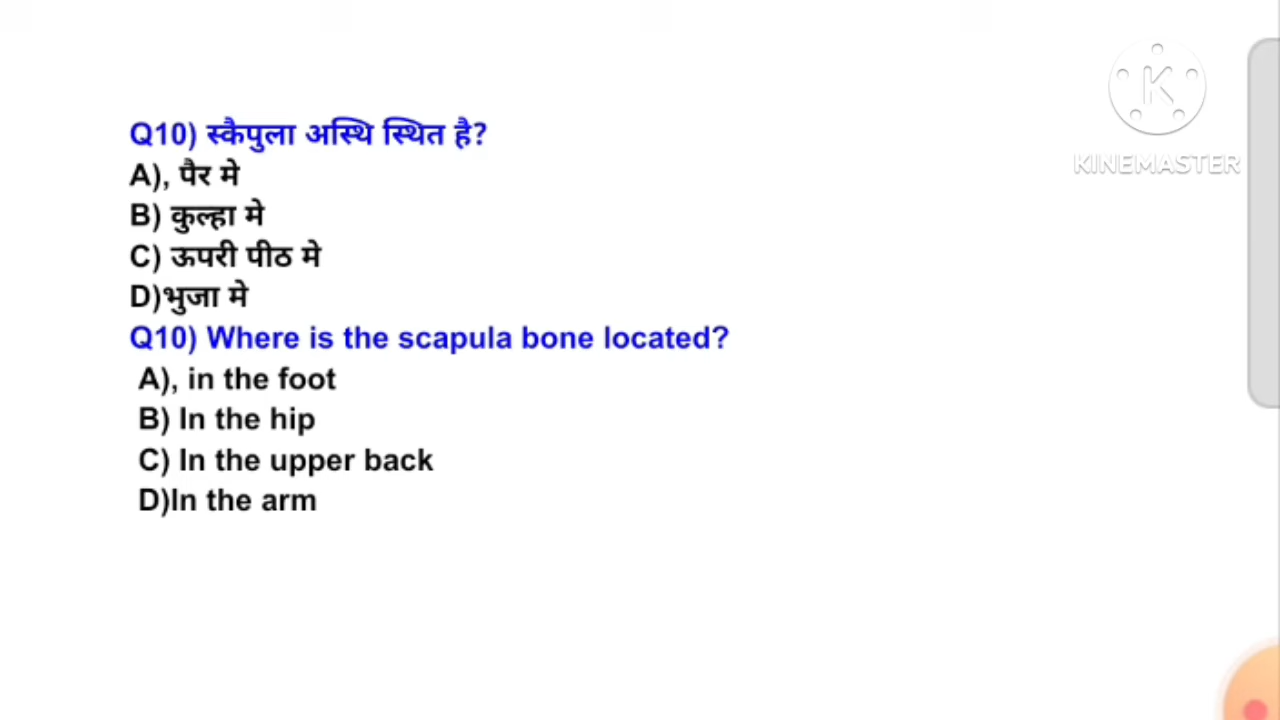 Q10) स्कैपुला अस्थि स्थित है?
A), पैर मे
B) कुल्हा मे
C) ऊपरी पीठ मे
D)भुजा मे
Q10) Where is the scapula bone located?
A), in the foot
B) In the hip
C) In the upper back
D)In the arm
K
KINEMASTER